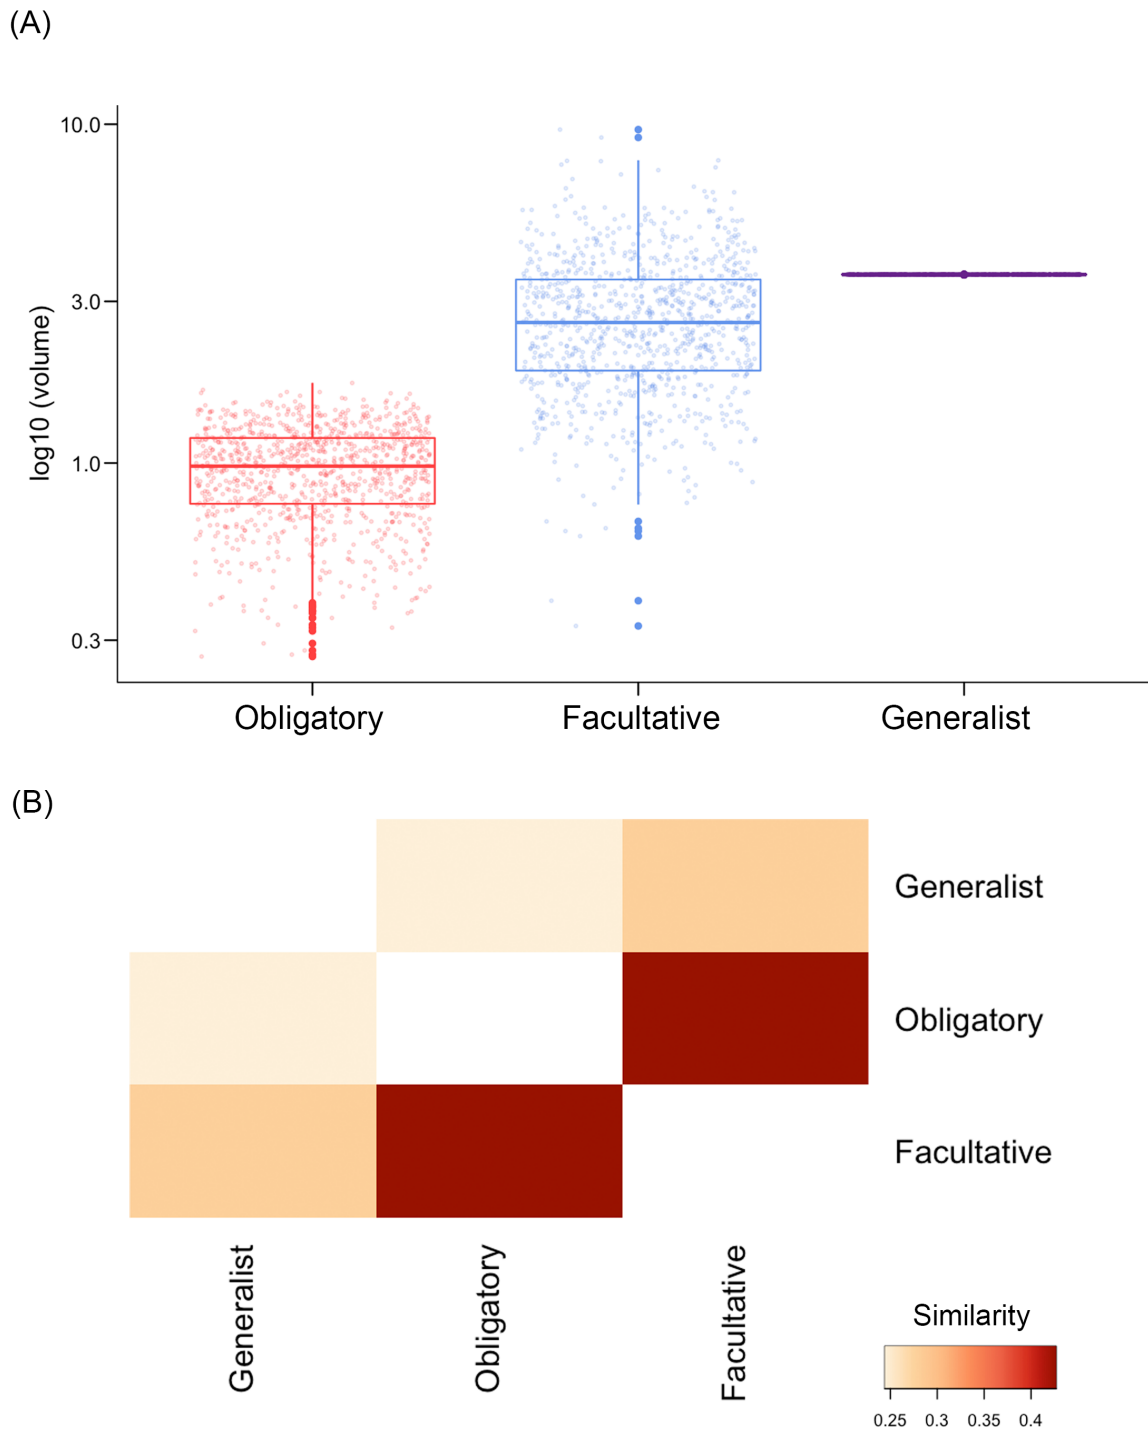 (A)
10.0
3.0
1.0
0.3
log10 (volume)
Obligatory Facultative Generalist
(B)
Generalist
Obligatory
Facultative
Generalist Obligatory Facultative
Similarity
0.25 0.3 0.35 0.4